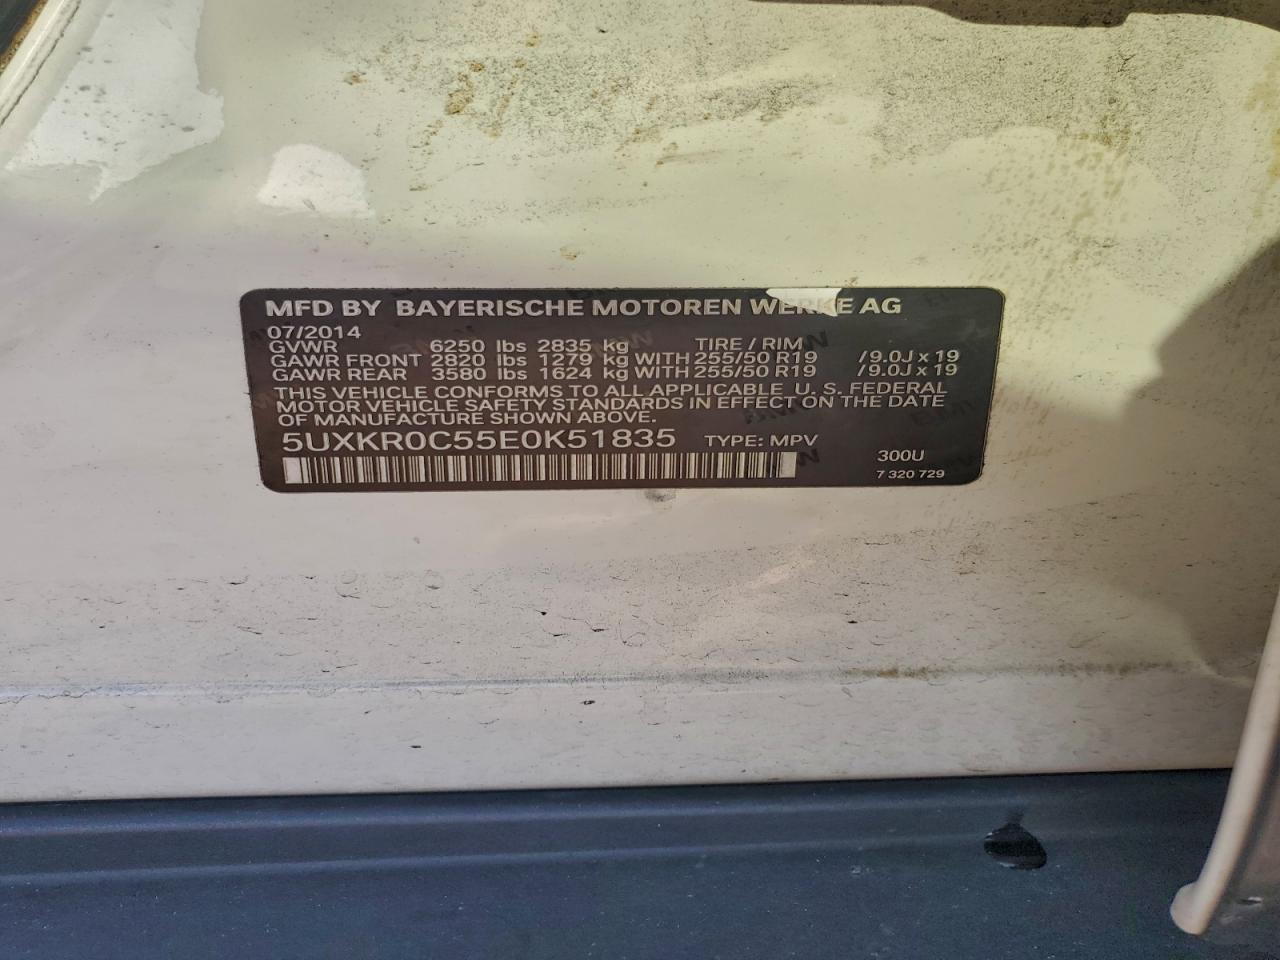 MFD BY BAYERISCHE MOTOREN WERKE AG
07/2014
GVWR 6250 lbs 2835 kg TIRE / RIM
GAWR FRONT 2820 lbs 1279 kg WITH 255/50 R19 /9.0J x 19
GAWR REAR 3580 lbs 1624 kg WITH 255/50 R19 /9.0J x 19
THIS VEHICLE CONFORMS TO ALL APPLICABLE U. S. FEDERAL
MOTOR VEHICLE SAFETY STANDARDS IN EFFECT ON THE DATE
OF MANUFACTURE SHOWN ABOVE.
5UXKR0C55E0K51835 TYPE: MPV
300U
7 320 729